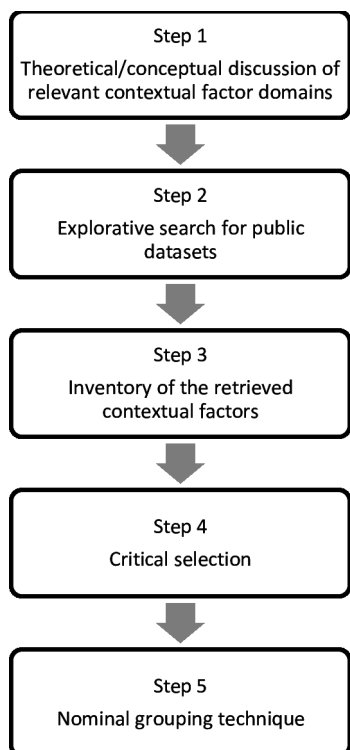 Step 1
Theoretical/conceptual discussion of
relevant contextual factor domains
Step 2
Explorative search for public
datasets
Step 3
Inventory of the retrieved
contextual factors
Step 4
Critical selection
Step 5
Nominal grouping technique